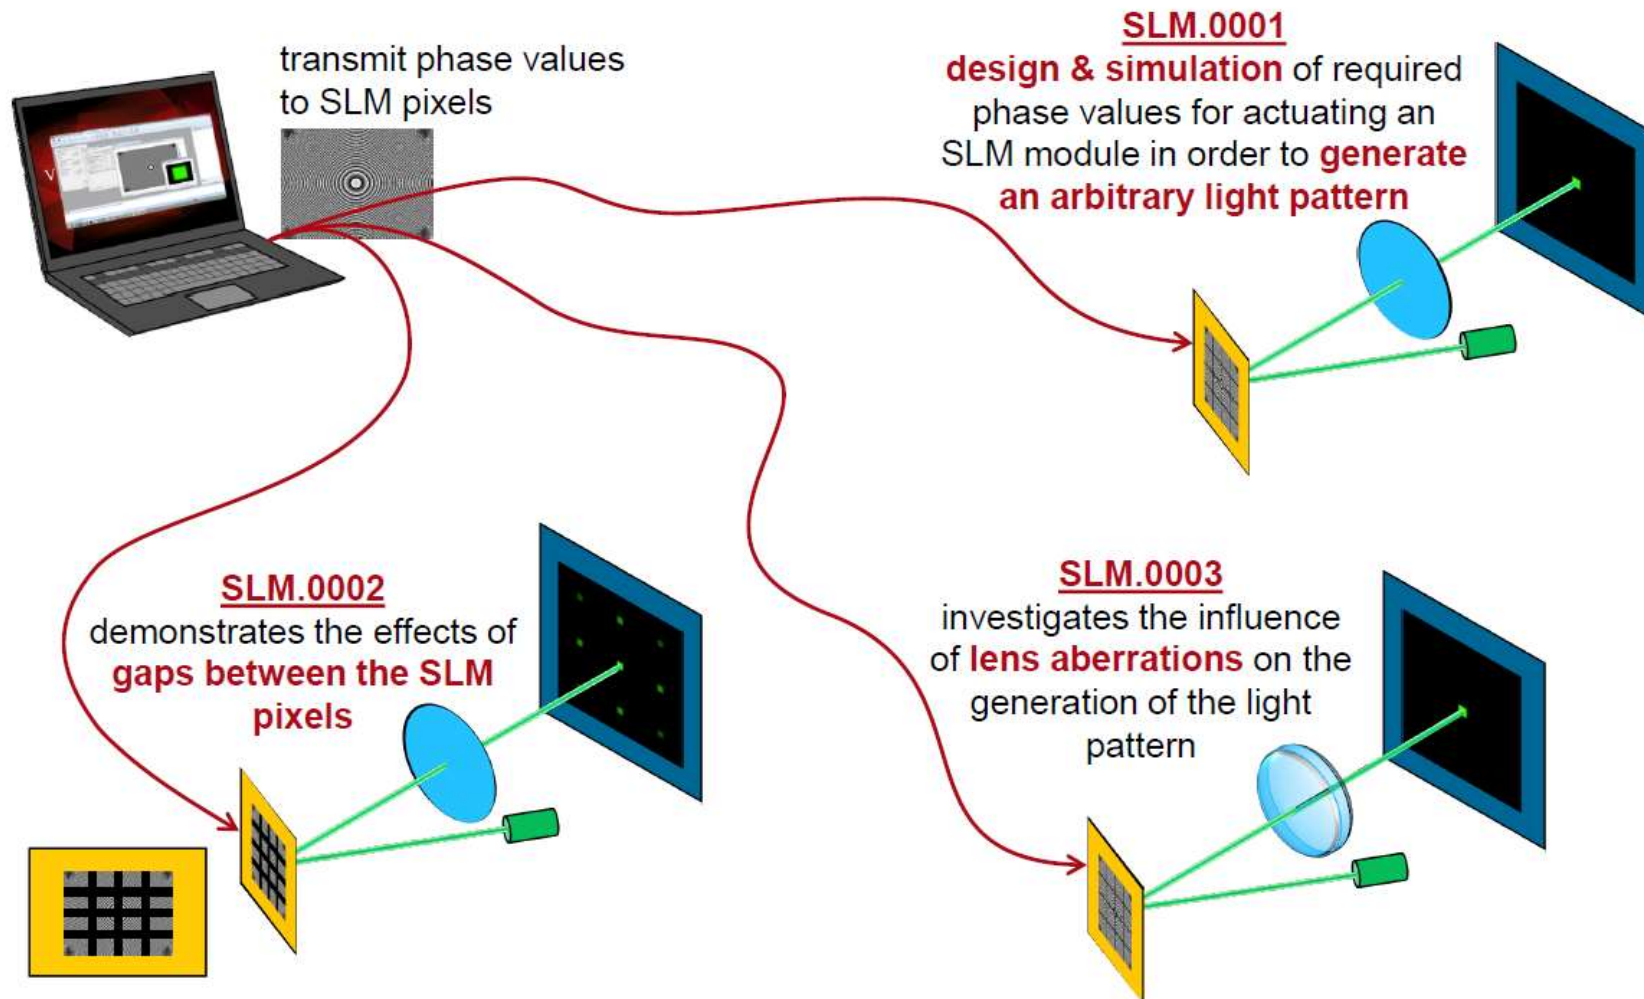 transmit phase values
to SLM pixels
SLM.0001
design & simulation of required
phase values for actuating an
SLM module in order to generate
an arbitrary light pattern
SLM.0002
demonstrates the effects of
gaps between the SLM
pixels
SLM.0003
investigates the influence
of lens aberrations on the
generation of the light
pattern